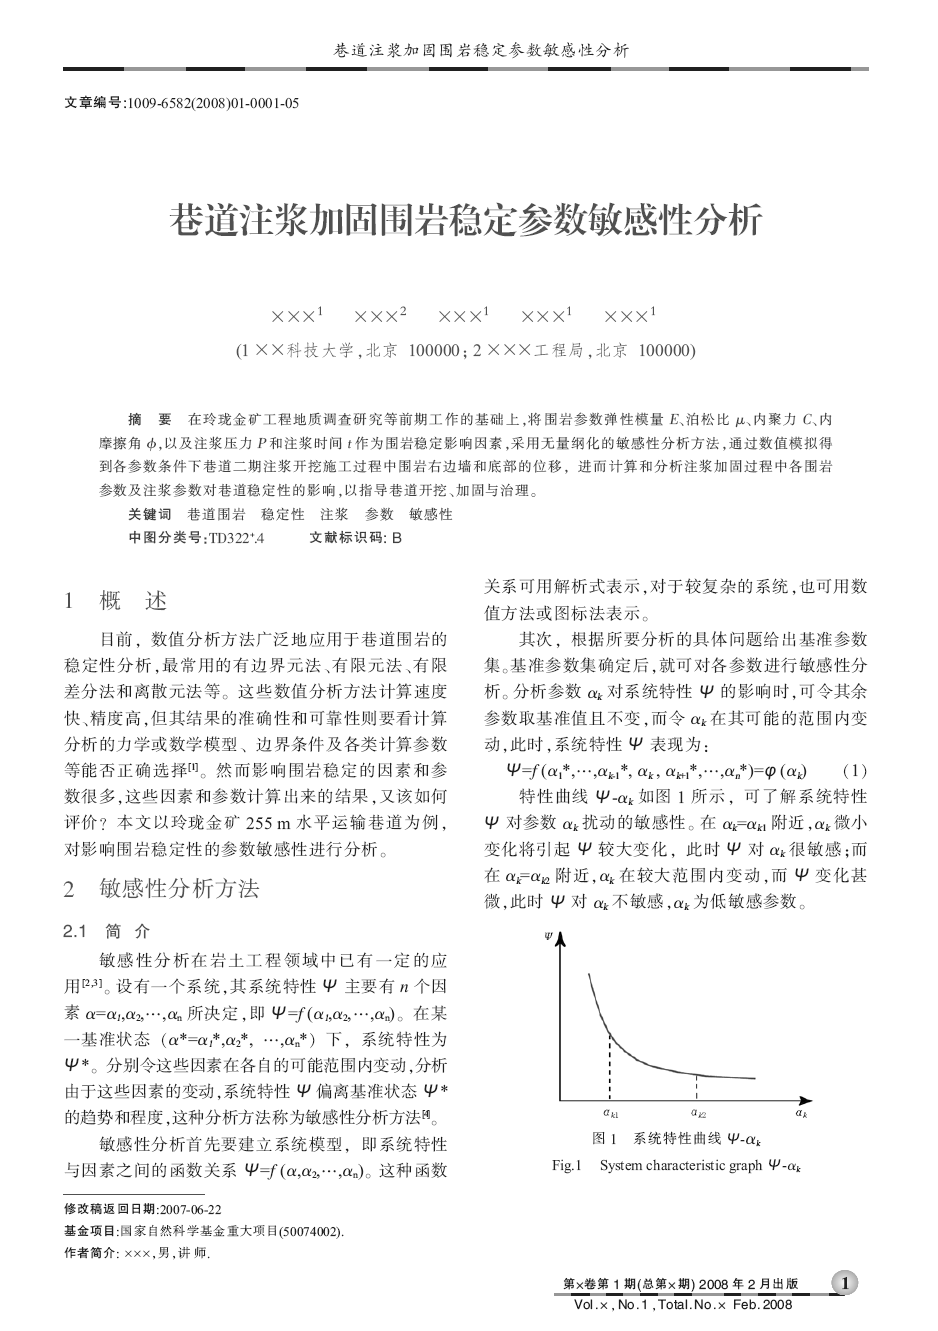 巷道注浆加固围岩稳定参数敏感性分析
文章编号:1009-6582(2008)01-0001-05
巷道注浆加固围岩稳定参数敏感性分析
×××1 ×××2 ×××1 ×××1 ×××1
(1 ××科技大学,北京 100000; 2 ×××工程局,北京 100000)
摘 要 在玲珑金矿工程地质调查研究等前期工作的基础上,将围岩参数弹性模量 E、泊松比 μ、内聚力 C、内
摩擦角 ϕ,以及注浆压力 P 和注浆时间 t 作为围岩稳定影响因素,采用无量纲化的敏感性分析方法,通过数值模拟得
到各参数条件下巷道二期注浆开挖施工过程中围岩右边墙和底部的位移，进而计算和分析注浆加固过程中各围岩
参数及注浆参数对巷道稳定性的影响,以指导巷道开挖、加固与治理。
关键词 巷道围岩 稳定性 注浆 参数 敏感性
中图分类号:TD322+.4 文献标识码: B
1 概 述
目前，数值分析方法广泛地应用于巷道围岩的
稳定性分析,最常用的有边界元法、有限元法、有限
差分法和离散元法等。这些数值分析方法计算速度
快、精度高,但其结果的准确性和可靠性则要看计算
分析的力学或数学模型、边界条件及各类计算参数
等能否正确选择[1]。然而影响围岩稳定的因素和参
数很多,这些因素和参数计算出来的结果,又该如何
评价？本文以玲珑金矿 255 m 水平运输巷道为例，
对影响围岩稳定性的参数敏感性进行分析。
2 敏感性分析方法
2.1 简 介
敏感性分析在岩土工程领域中已有一定的应
用[2,3]。设有一个系统,其系统特性 Ψ 主要有 n 个因
素 α=α1,α2,…,αn 所决定,即 Ψ=f (α1,α2,…,αn)。在某
一基准状态（α*=α1*,α2*, …,αn*）下，系统特性为
Ψ*。分别令这些因素在各自的可能范围内变动,分析
由于这些因素的变动,系统特性 Ψ 偏离基准状态 Ψ*
的趋势和程度,这种分析方法称为敏感性分析方法[4]。
敏感性分析首先要建立系统模型，即系统特性
与因素之间的函数关系 Ψ=f (α,α2,…,αn)。这种函数
修改稿返回日期:2007-06-22
基金项目:国家自然科学基金重大项目(50074002).
作者简介: ×××,男,讲师.
关系可用解析式表示,对于较复杂的系统,也可用数
值方法或图标法表示。
其次，根据所要分析的具体问题给出基准参数
集。基准参数集确定后,就可对各参数进行敏感性分
析。分析参数 αk 对系统特性 Ψ 的影响时,可令其余
参数取基准值且不变,而令 αk 在其可能的范围内变
动,此时,系统特性 Ψ 表现为：
Ψ=f (α1*,…,αk-1*, αk , αk+1*,…,αn*)=φ (αk) （1）
特性曲线 Ψ-αk 如图 1 所示，可了解系统特性
Ψ 对参数 αk 扰动的敏感性。在 αk=αk1 附近,αk 微小
变化将引起 Ψ 较大变化，此时 Ψ 对 αk 很敏感;而
在 αk=αk2 附近,αk 在较大范围内变动,而 Ψ 变化甚
微,此时 Ψ 对 αk 不敏感,αk 为低敏感参数。
Ψ
αk1 αk2 αk
图 1 系统特性曲线 Ψ-αk
Fig.1 System characteristic graph Ψ-αk
第×卷第 1 期(总第×期) 2008 年 2 月出版 1
Vol.×, No.1, Total.No.× Feb.2008